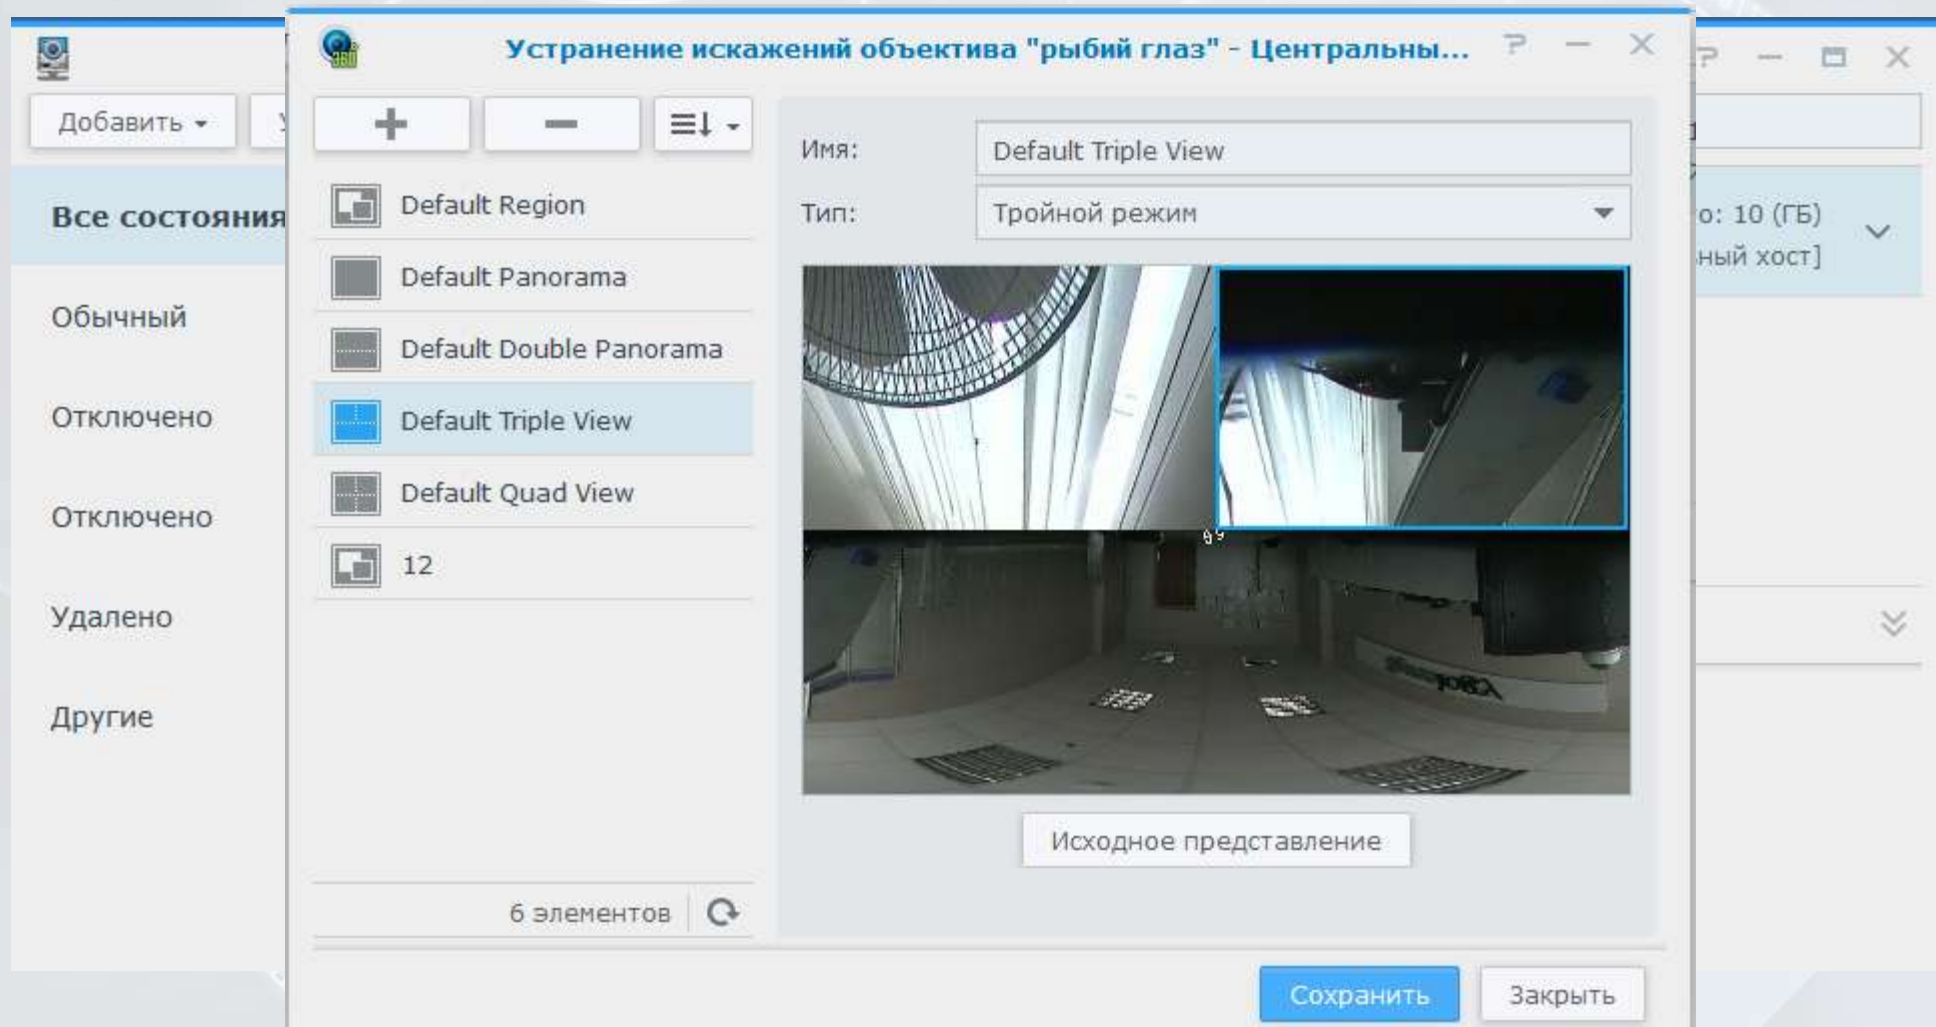 Устранение искажений объектива "рыбий глаз" - Центральны...
Добавить
Все состояния
Обычный
Отключено
Отключено
Удалено
Другие
Default Region
Default Panorama
Default Double Panorama
Default Triple View
Default Quad View
12
6 элементов
Имя:
Default Triple View
Тип:
Тройной режим
Исходное представление
Сохранить
Закрыть
о: 10 (ГБ)
ный хост]